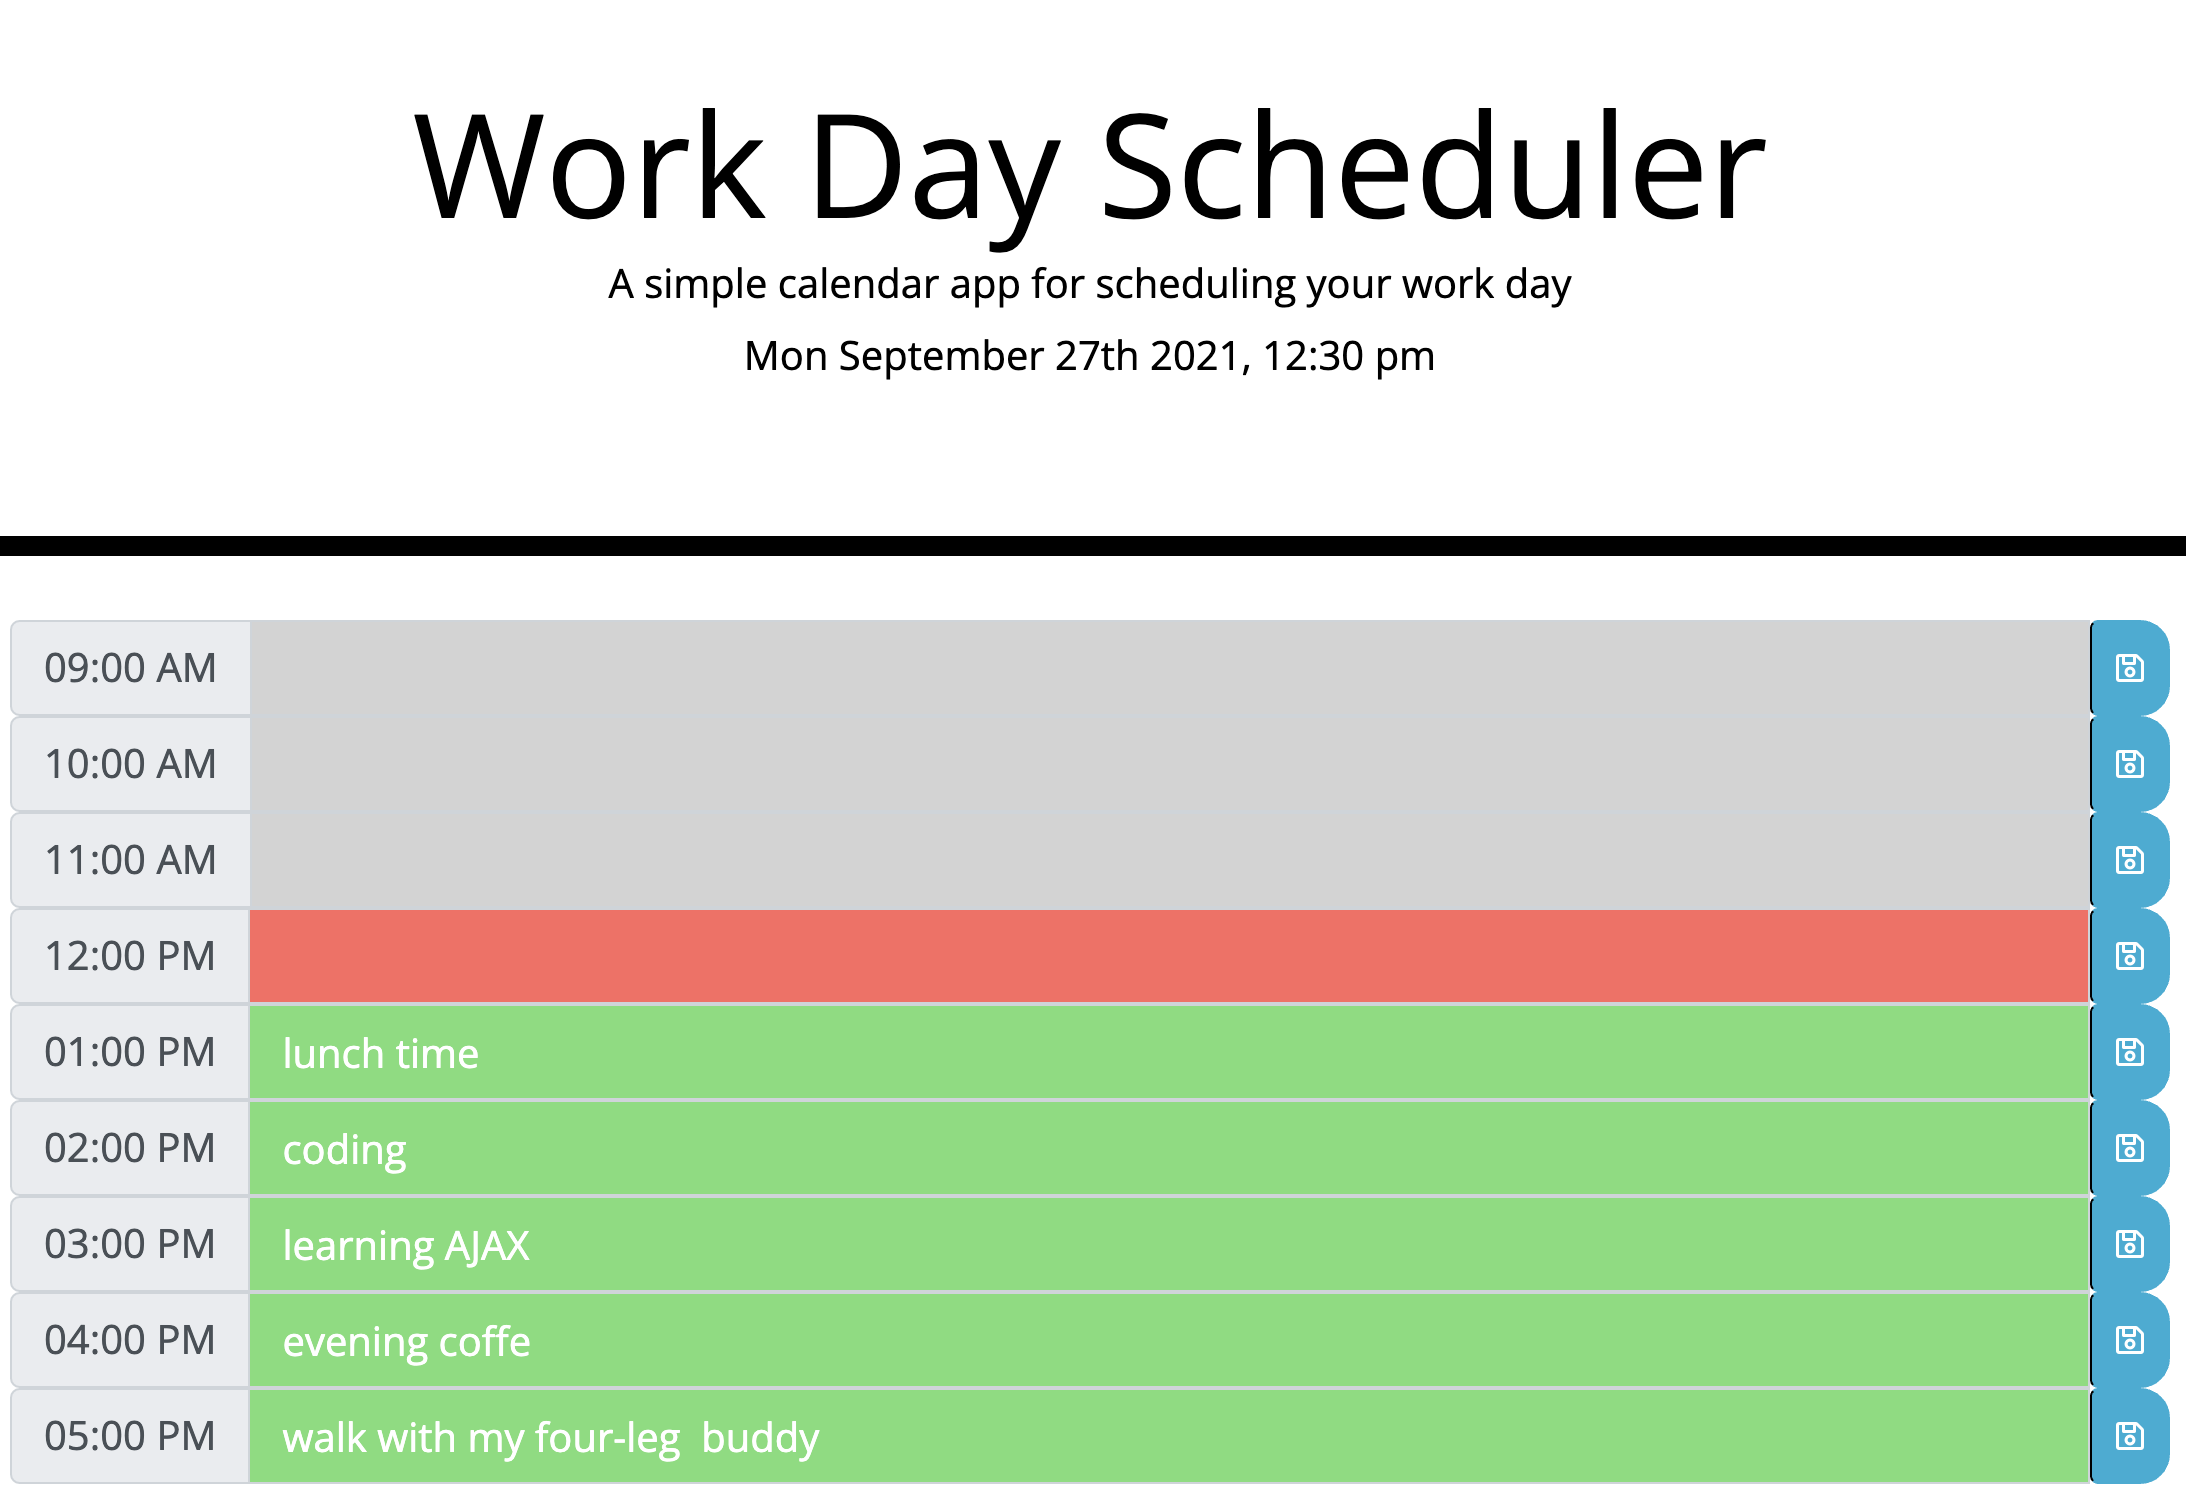 Work Day Scheduler
A simple calendar app for scheduling your work day
Mon September 27th 2021, 12:30 pm
09:00 AM
10:00 AM
11:00 AM
12:00 PM
01:00 PM lunch time
02:00 PM coding
03:00 PM learning AJAX
04:00 PM evening coffe
05:00 PM walk with my four-leg  buddy